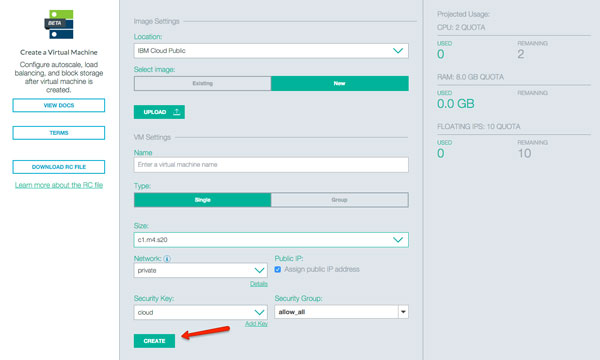 BETA
Create a Virtual Machine
Configure autoscale, load
balancing, and block storage
after virtual machine is
created.
VIEW DOCS
TERMS
DOWNLOAD RC FILE
Learn more about the RC file
Image Settings
Location:
IBM Cloud Public
Select image:
Existing
New
UPLOAD
VM Settings
Name
Enter a virtual machine name
Type:
Single
Group
Size:
c1.m4.s20
Network:
Public IP:
private
Assign public IP address
Details
Security Key:
Security Group:
cloud
allow_all
Add Key
CREATE
Projected Usage:
CPU: 2 QUOTA
USED REMAINING
0 2
RAM: 8.0 GB QUOTA
USED REMAINING
0.0 GB
FLOATING IPS: 10 QUOTA
USED REMAINING
0 10